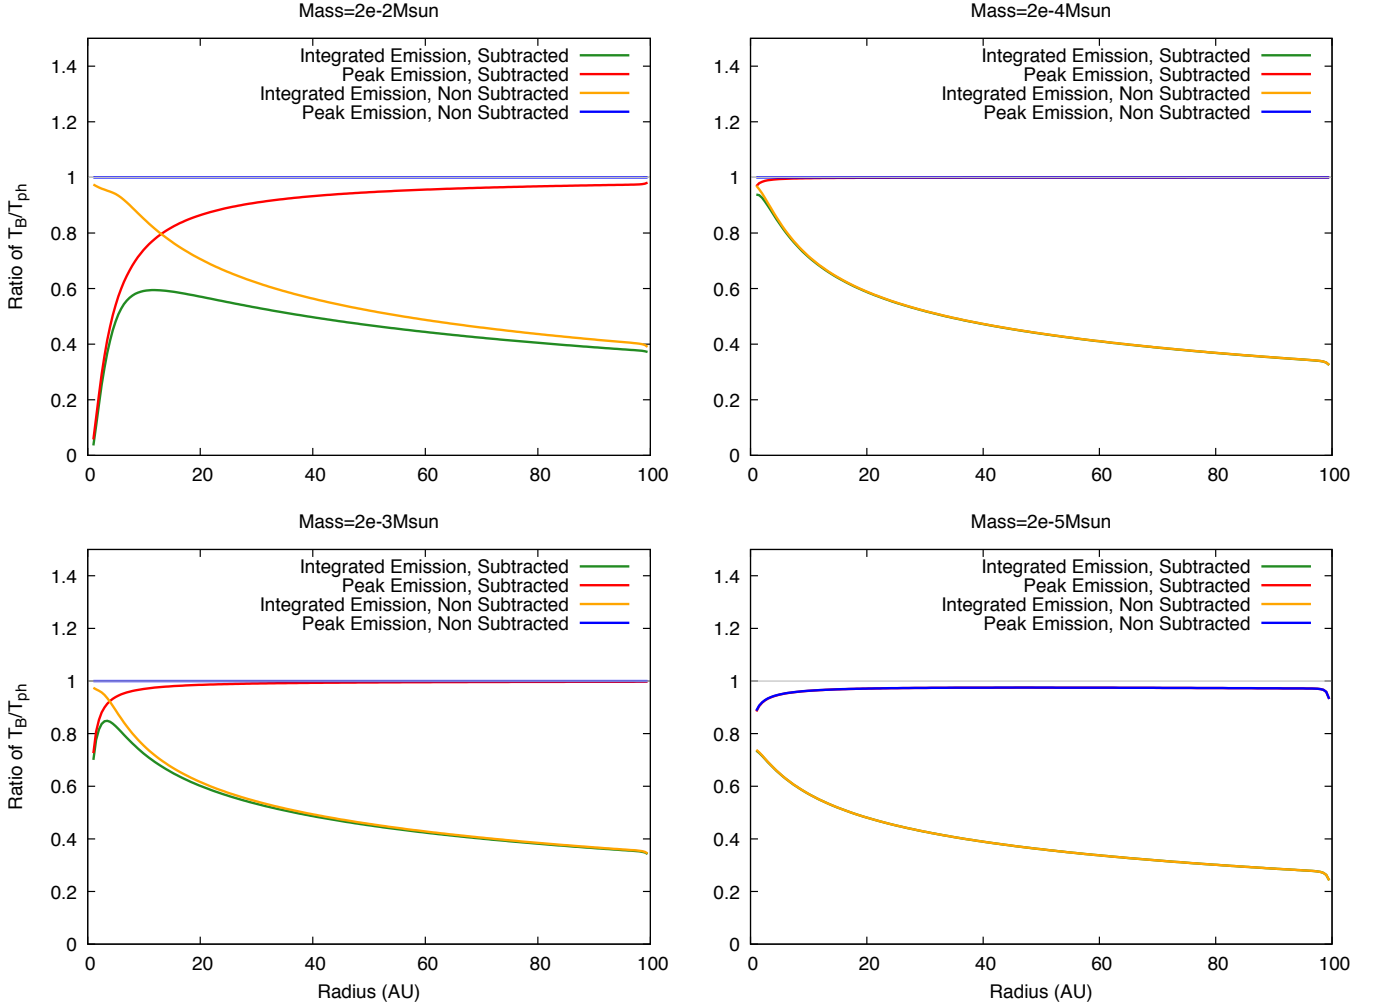 Mass=2e-2Msun
Integrated Emission, Subtracted
Peak Emission, Subtracted
Integrated Emission, Non Subtracted
Peak Emission, Non Subtracted
1.4
1.2
1
0.8
0.6
0.4
0.2
0
0 20 40 60 80 100
Ratio of T_B/T_ph
Mass=2e-4Msun
Integrated Emission, Subtracted
Peak Emission, Subtracted
Integrated Emission, Non Subtracted
Peak Emission, Non Subtracted
1.4
1.2
1
0.8
0.6
0.4
0.2
0
0 20 40 60 80 100
Mass=2e-3Msun
Integrated Emission, Subtracted
Peak Emission, Subtracted
Integrated Emission, Non Subtracted
Peak Emission, Non Subtracted
1.4
1.2
1
0.8
0.6
0.4
0.2
0
0 20 40 60 80 100
Ratio of T_B/T_ph
Radius (AU)
Mass=2e-5Msun
Integrated Emission, Subtracted
Peak Emission, Subtracted
Integrated Emission, Non Subtracted
Peak Emission, Non Subtracted
1.4
1.2
1
0.8
0.6
0.4
0.2
0
0 20 40 60 80 100
Radius (AU)